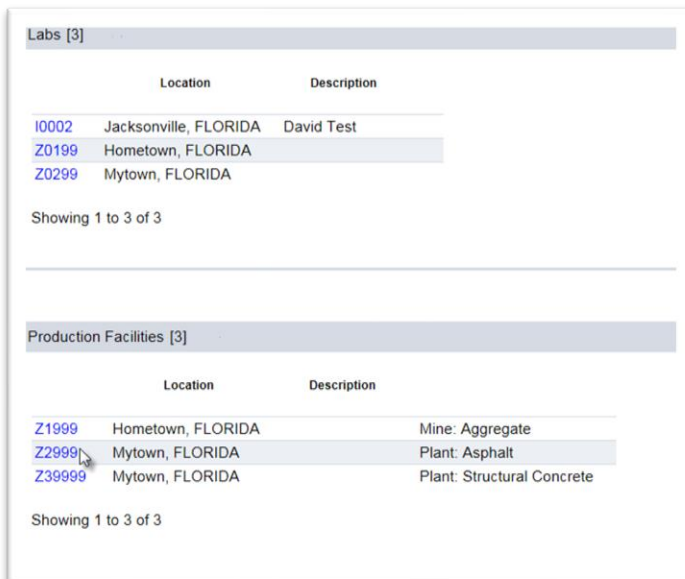 Labs [3]
Location Description
I0002 Jacksonville, FLORIDA David Test
Z0199 Hometown, FLORIDA
Z0299 Mytown, FLORIDA
Showing 1 to 3 of 3
Production Facilities [3]
Location Description
Z1999 Hometown, FLORIDA Mine: Aggregate
Z2999 Mytown, FLORIDA Plant: Asphalt
Z39999 Mytown, FLORIDA Plant: Structural Concrete
Showing 1 to 3 of 3